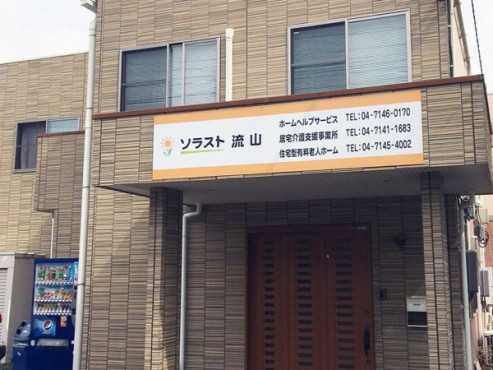 ソラスト 流山
ホームヘルプサービス TEL:04-7146-0170
居宅介護支援事業所 TEL:04-7141-1683
住宅型有料老人ホーム TEL:04-7145-4002
pepsi